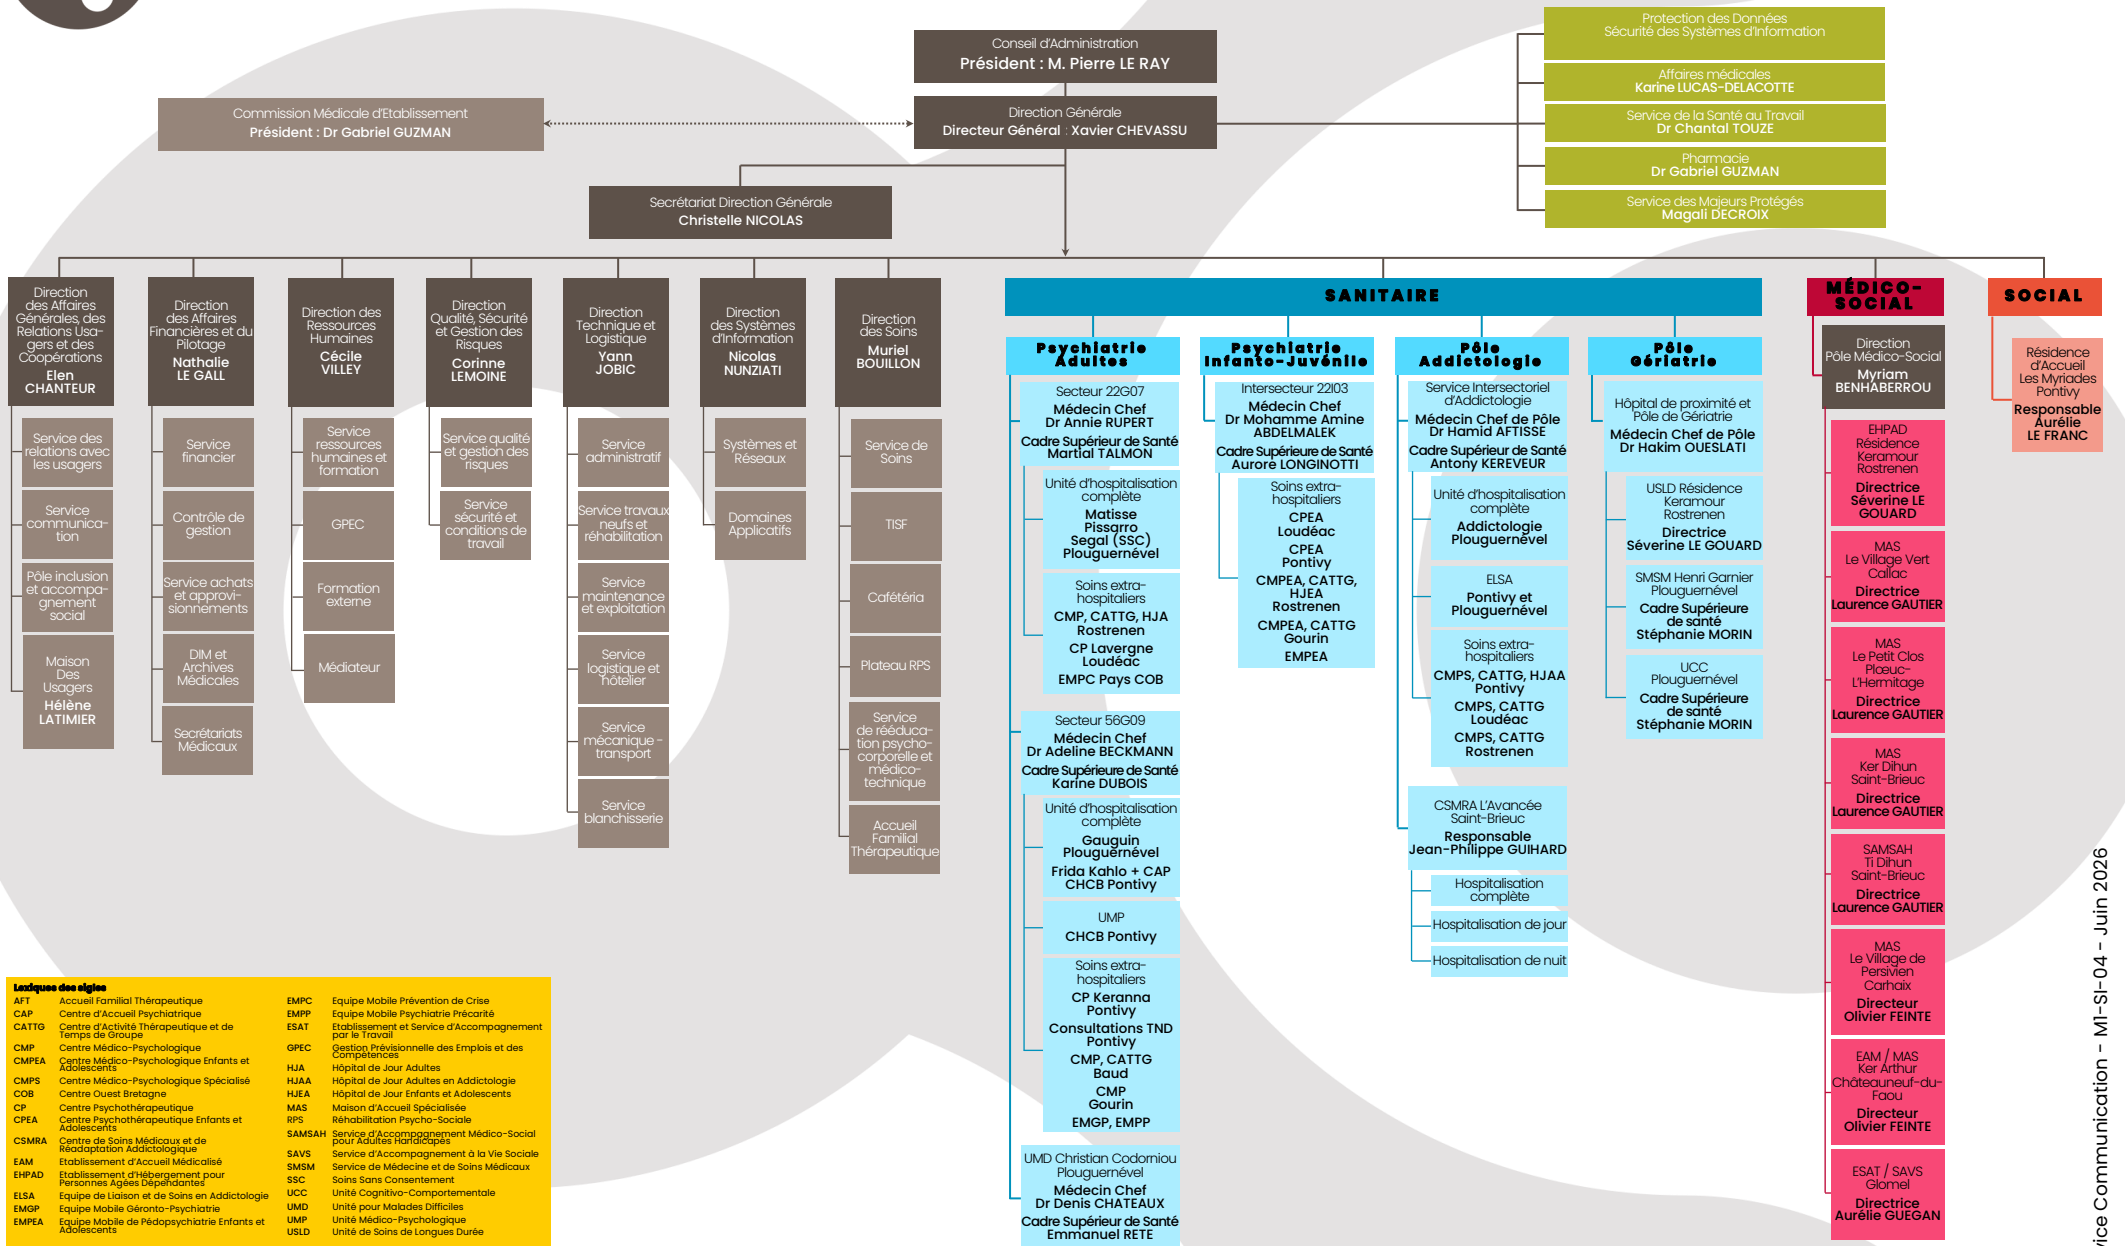 Conseil d'Administration
Président : M. Pierre LE RAY
Commission Médicale d'Etablissement
Président : Dr Gabriel GUZMAN
Direction Générale
Directeur Général : Xavier CHEVASSU
Secrétariat Direction Générale
Christelle NICOLAS
Protection des Données
Sécurité des Systèmes d'Information
Affaires médicales
Karine LUCAS-DELACOTTE
Service de la Santé au Travail
Dr Chantal TOUZE
Pharmacie
Dr Gabriel GUZMAN
Service des Majeurs Protégés
Magali DECROIX
Direction
des Affaires
Générales, des
Relations Usa-
gers et des
Coopérations
Elen
CHANTEUR
Service des
relations avec
les usagers
Service
communica-
tion
Pôle inclusion
et accompa-
gnement
social
Maison
Des
Usagers
Hélène
LATIMIER
Direction
des Affaires
Financières et du
Pilotage
Nathalie
LE GALL
Service
financier
Contrôle de
gestion
Service achats
et approvi-
sionnements
DIM et
Archives
Médicales
Secrétariats
Médicaux
Direction des
Ressources
Humaines
Cécile
VILLEY
Service
ressources
humaines et
formation
GPEC
Formation
externe
Médiateur
Direction
Qualité, Sécurité
et Gestion des
Risques
Corinne
LEMOINE
Service qualité
et gestion des
risques
Service
sécurité et
conditions de
travail
Direction
Technique et
Logistique
Yann
JOBIC
Service
administratif
Service travaux
neufs et
réhabilitation
Service
maintenance
et exploitation
Service
logistique et
hôtelier
Service
mécanique -
transport
Service
blanchisserie
Direction
des Systèmes
d'Information
Nicolas
NUNZIATI
Systèmes et
Réseaux
Domaines
Applicatifs
Direction
des Soins
Muriel
BOUILLON
Service de
Soins
TISF
Cafétéria
Plateau RPS
Service
de rééduca-
tion psycho-
corporelle et
médico-
technique
Accueil
Familial
Thérapeutique
SANITAIRE
Psychiatrie
Adultes
Secteur 22G07
Médecin Chef
Dr Annie RUPERT
Cadre Supérieur de Santé
Martial TALMON
Unité d'hospitalisation
complète
Matisse
Pissarro
Segal (SSC)
Plouguernével
Soins extra-
hospitaliers
CMP, CATTG, HJA
Rostrenen
CP Lavergne
Loudéac
EMPC Pays COB
Secteur 56G09
Médecin Chef
Dr Adeline BECKMANN
Cadre Supérieure de Santé
Karine DUBOIS
Unité d'hospitalisation
complète
Gauguin
Plouguernével
Frida Kahlo + CAP
CHCB Pontivy
UMP
CHCB Pontivy
Soins extra-
hospitaliers
CP Keranna
Pontivy
Consultations TND
Pontivy
CMP, CATTG
Baud
CMP
Gourin
EMGP, EMPP
UMD Christian Codorniou
Plouguernével
Médecin Chef
Dr Denis CHATEAUX
Cadre Supérieur de Santé
Emmanuel RETE
Psychiatrie
Infanto-Juvénile
Intersecteur 22I03
Médecin Chef
Dr Mohamme Amine
ABDELMALEK
Cadre Supérieure de Santé
Aurore LONGINOTTI
Soins extra-
hospitaliers
CPEA
Loudéac
CPEA
Pontivy
CMPEA, CATTG,
HJEA
Rostrenen
CMPEA, CATTG
Gourin
EMPEA
Pôle
Addictologie
Service Intersectoriel
d'Addictologie
Médecin Chef de Pôle
Dr Hamid AFTISSE
Cadre Supérieur de Santé
Antony KEREVEUR
Unité d'hospitalisation
complète
Addictologie
Plouguernével
ELSA
Pontivy et
Plouguernével
Soins extra-
hospitaliers
CMPS, CATTG, HJAA
Pontivy
CMPS, CATTG
Loudéac
CMPS, CATTG
Rostrenen
CSMRA L'Avancée
Saint-Brieuc
Responsable
Jean-Philippe GUIHARD
Hospitalisation
complète
Hospitalisation de jour
Hospitalisation de nuit
Pôle
Gériatrie
Hôpital de proximité et
Pôle de Gériatrie
Médecin Chef de Pôle
Dr Hakim OUESLATI
USLD Résidence
Keramour
Rostrenen
Directrice
Séverine LE GOUARD
SMSM Henri Garnier
Plouguernével
Cadre Supérieure
de santé
Stéphanie MORIN
UCC
Plouguernével
Cadre Supérieure
de santé
Stéphanie MORIN
MÉDICO-
SOCIAL
Direction
Pôle Médico-Social
Myriam
BENHABERROU
EHPAD
Résidence
Keramour
Rostrenen
Directrice
Séverine LE
GOUARD
MAS
Le Village Vert
Callac
Directrice
Laurence GAUTIER
MAS
Le Petit Clos
Plœuc-
L'Hermitage
Directrice
Laurence GAUTIER
MAS
Ker Dihun
Saint-Brieuc
Directrice
Laurence GAUTIER
SAMSAH
Ti Dihun
Saint-Brieuc
Directrice
Laurence GAUTIER
MAS
Le Village de
Persivien
Carhaix
Directeur
Olivier FEINTE
EAM / MAS
Ker Arthur
Châteauneuf-du-
Faou
Directeur
Olivier FEINTE
ESAT / SAVS
Glomel
Directrice
Aurélie GUEGAN
SOCIAL
Résidence
d'Accueil
Les Myriades
Pontivy
Responsable
Aurélie
LE FRANC
Lexiques des sigles
AFT Accueil Familial Thérapeutique
CAP Centre d'Accueil Psychiatrique
CATTG Centre d'Activité Thérapeutique et de
Temps de Groupe
CMP Centre Médico-Psychologique
CMPEA Centre Médico-Psychologique Enfants et
Adolescents
CMPS Centre Médico-Psychologique Spécialisé
COB Centre Ouest Bretagne
CP Centre Psychothérapeutique
CPEA Centre Psychothérapeutique Enfants et
Adolescents
CSMRA Centre de Soins Médicaux et de
Réadaptation Addictologique
EAM Etablissement d'Accueil Médicalisé
EHPAD Etablissement d'Hébergement pour
Personnes Agées Dépendantes
ELSA Equipe de Liaison et de Soins en Addictologie
EMGP Equipe Mobile Géronto-Psychiatrie
EMPEA Equipe Mobile de Pédopsychiatrie Enfants et
Adolescents
EMPC Equipe Mobile Prévention de Crise
EMPP Equipe Mobile Psychiatrie Précarité
ESAT Etablissement et Service d'Accompagnement
par le Travail
GPEC Gestion Prévisionnelle des Emplois et des
Compétences
HJA Hôpital de Jour Adultes
HJAA Hôpital de Jour Adultes en Addictologie
HJEA Hôpital de Jour Enfants et Adolescents
MAS Maison d'Accueil Spécialisée
RPS Réhabilitation Psycho-Sociale
SAMSAH Service d'Accompagnement Médico-Social
pour Adultes Handicapés
SAVS Service d'Accompagnement à la Vie Sociale
SMSM Service de Médecine et de Soins Médicaux
SSC Soins Sans Consentement
UCC Unité Cognitivo-Comportementale
UMD Unité pour Malades Difficiles
UMP Unité Médico-Psychologique
USLD Unité de Soins de Longues Durée
vice Communication - M1-SI-04 - Juin 2026